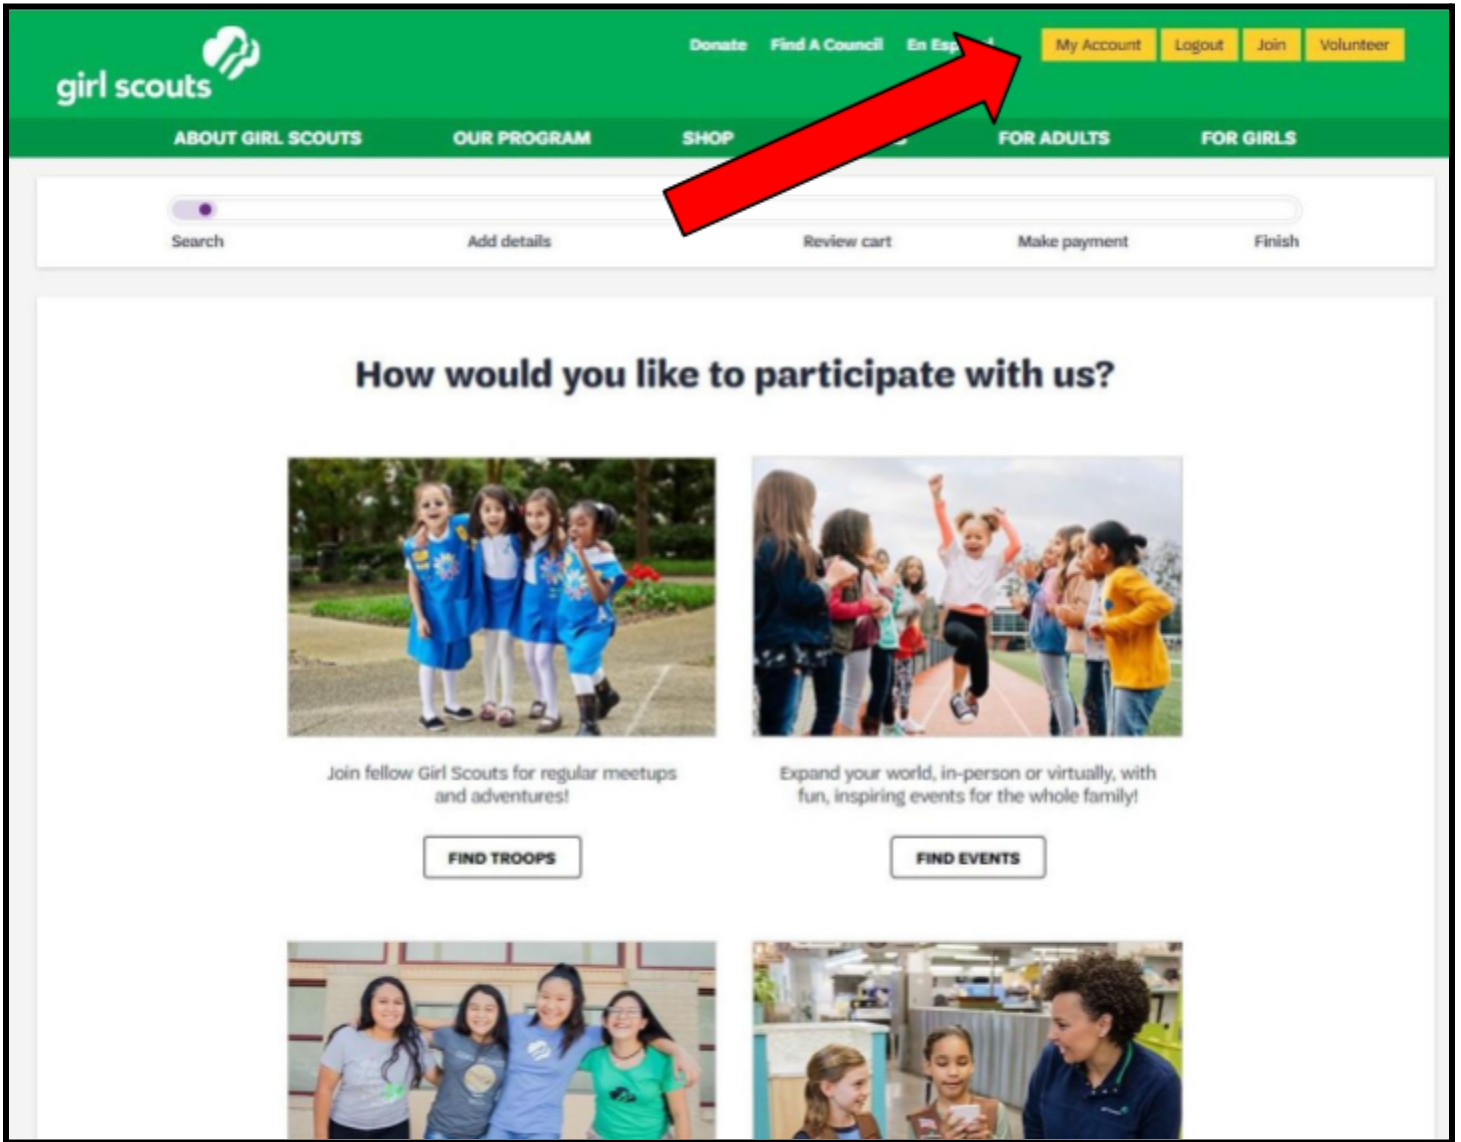 girl scouts
Donate Find A Council En Esp
My Account Logout Join Volunteer
ABOUT GIRL SCOUTS OUR PROGRAM SHOP FOR ADULTS FOR GIRLS
Search Add details Review cart Make payment Finish
How would you like to participate with us?
Join fellow Girl Scouts for regular meetups
and adventures!
FIND TROOPS
Expand your world, in-person or virtually, with
fun, inspiring events for the whole family!
FIND EVENTS